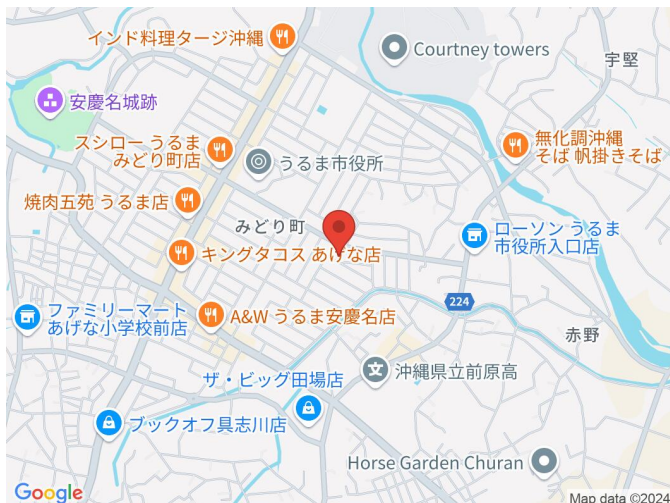 インド料理タージ沖縄
Courtney towers
宇堅
安慶名城跡
スシロー うるま
みどり町店
うるま市役所
無化調沖縄
そば 帆掛きそば
焼肉五苑 うるま店
みどり町
ローソン うるま
市役所入口店
キングタコス あげな店
224
ファミリーマート
あげな小学校前店
A&W うるま安慶名店
赤野
沖縄県立前原高
ザ・ビッグ田場店
ブックオフ具志川店
Horse Garden Churan
Google
Map data ©2024